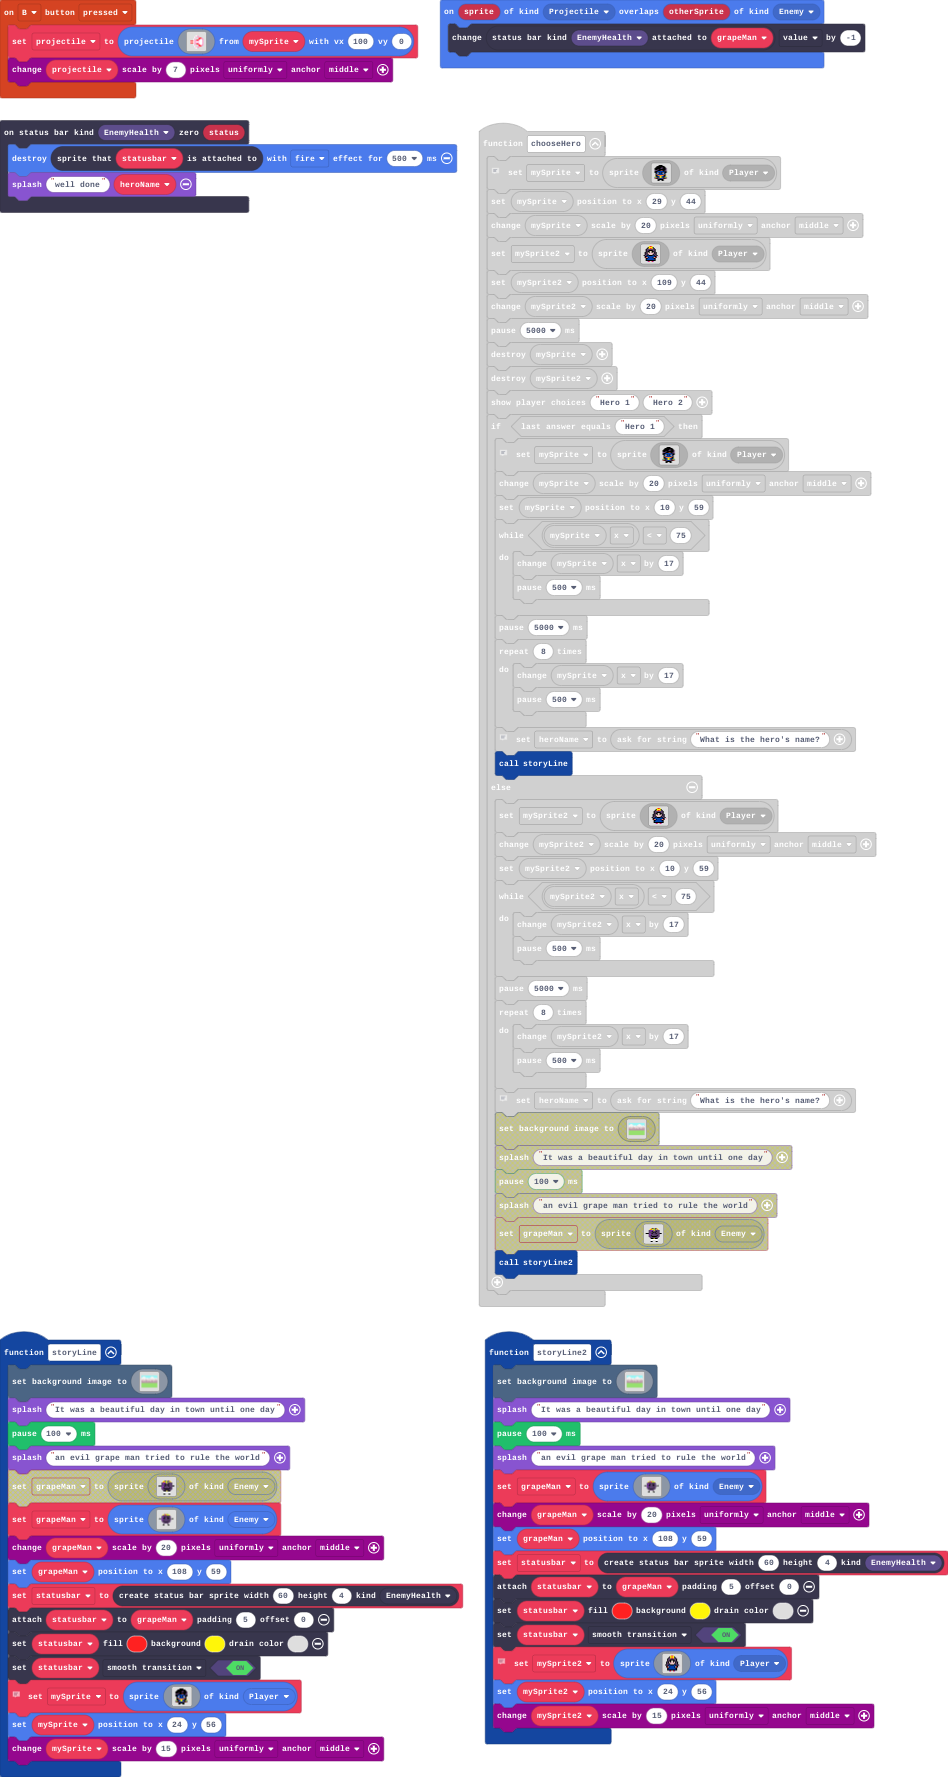 on B button pressed
set projectile to projectile from mySprite with vx 100 vy 0
change projectile scale by 7 pixels uniformly anchor middle
on sprite of kind Projectile overlaps otherSprite of kind Enemy
change status bar kind EnemyHealth attached to grapeMan value by -1
on status bar kind EnemyHealth zero status
destroy sprite that statusbar is attached to with fire effect for 500 ms
splash "well done" heroName
function chooseHero
set mySprite to sprite of kind Player
set mySprite position to x 29 y 44
change mySprite scale by 20 pixels uniformly anchor middle
set mySprite2 to sprite of kind Player
set mySprite2 position to x 109 y 44
change mySprite2 scale by 20 pixels uniformly anchor middle
pause 5000 ms
destroy mySprite
destroy mySprite2
show player choices "Hero 1" "Hero 2"
if last answer equals "Hero 1" then
set mySprite to sprite of kind Player
change mySprite scale by 20 pixels uniformly anchor middle
set mySprite position to x 10 y 59
while mySprite x < 75
do change mySprite x by 17
pause 500 ms
pause 5000 ms
repeat 8 times
do change mySprite x by 17
pause 500 ms
set heroName to ask for string "What is the hero's name?"
call storyLine
else
set mySprite2 to sprite of kind Player
change mySprite2 scale by 20 pixels uniformly anchor middle
set mySprite2 position to x 10 y 59
while mySprite2 x < 75
do change mySprite2 x by 17
pause 500 ms
pause 5000 ms
repeat 8 times
do change mySprite2 x by 17
pause 500 ms
set heroName to ask for string "What is the hero's name?"
set background image to
splash "It was a beautiful day in town until one day"
pause 100 ms
splash "an evil grape man tried to rule the world"
set grapeMan to sprite of kind Enemy
call storyLine2
function storyLine
set background image to
splash "It was a beautiful day in town until one day"
pause 100 ms
splash "an evil grape man tried to rule the world"
set grapeMan to sprite of kind Enemy
set grapeMan to sprite of kind Enemy
change grapeMan scale by 20 pixels uniformly anchor middle
set grapeMan position to x 108 y 59
set statusbar to create status bar sprite width 60 height 4 kind EnemyHealth
attach statusbar to grapeMan padding 5 offset 0
set statusbar fill background drain color
set statusbar smooth transition ON
set mySprite to sprite of kind Player
set mySprite position to x 24 y 56
change mySprite scale by 15 pixels uniformly anchor middle
function storyLine2
set background image to
splash "It was a beautiful day in town until one day"
pause 100 ms
splash "an evil grape man tried to rule the world"
set grapeMan to sprite of kind Enemy
change grapeMan scale by 20 pixels uniformly anchor middle
set grapeMan position to x 108 y 59
set statusbar to create status bar sprite width 60 height 4 kind EnemyHealth
attach statusbar to grapeMan padding 5 offset 0
set statusbar fill background drain color
set statusbar smooth transition ON
set mySprite2 to sprite of kind Player
set mySprite2 position to x 24 y 56
change mySprite2 scale by 15 pixels uniformly anchor middle